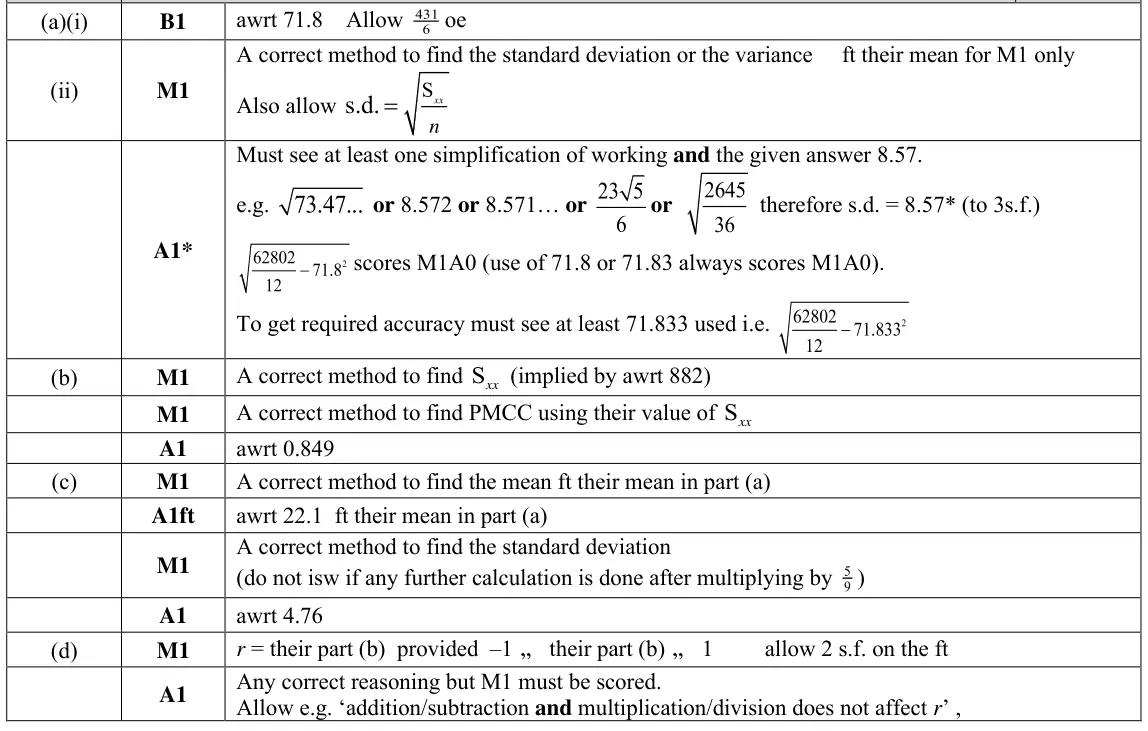 (a)(i) B1 awrt 71.8 Allow 431/6 oe
A correct method to find the standard deviation or the variance ft their mean for M1 only
(ii) M1
Also allow s.d. = √(Sxx/n)
Must see at least one simplification of working and the given answer 8.57.
e.g. √73.47... or 8.572 or 8.571… or 23√5/6 or √(2645/36) therefore s.d. = 8.57* (to 3s.f.)
A1*
√(62802/12 – 71.8²) scores M1A0 (use of 71.8 or 71.83 always scores M1A0).
To get required accuracy must see at least 71.833 used i.e. √(62802/12 – 71.833²)
(b) M1 A correct method to find Sxx (implied by awrt 882)
M1 A correct method to find PMCC using their value of Sxx
A1 awrt 0.849
(c) M1 A correct method to find the mean ft their mean in part (a)
A1ft awrt 22.1 ft their mean in part (a)
A correct method to find the standard deviation
M1
(do not isw if any further calculation is done after multiplying by 5/9 )
A1 awrt 4.76
(d) M1 r = their part (b) provided –1 ,, their part (b) ,, 1 allow 2 s.f. on the ft
A1 Any correct reasoning but M1 must be scored.
Allow e.g. ‘addition/subtraction and multiplication/division does not affect r’ ,